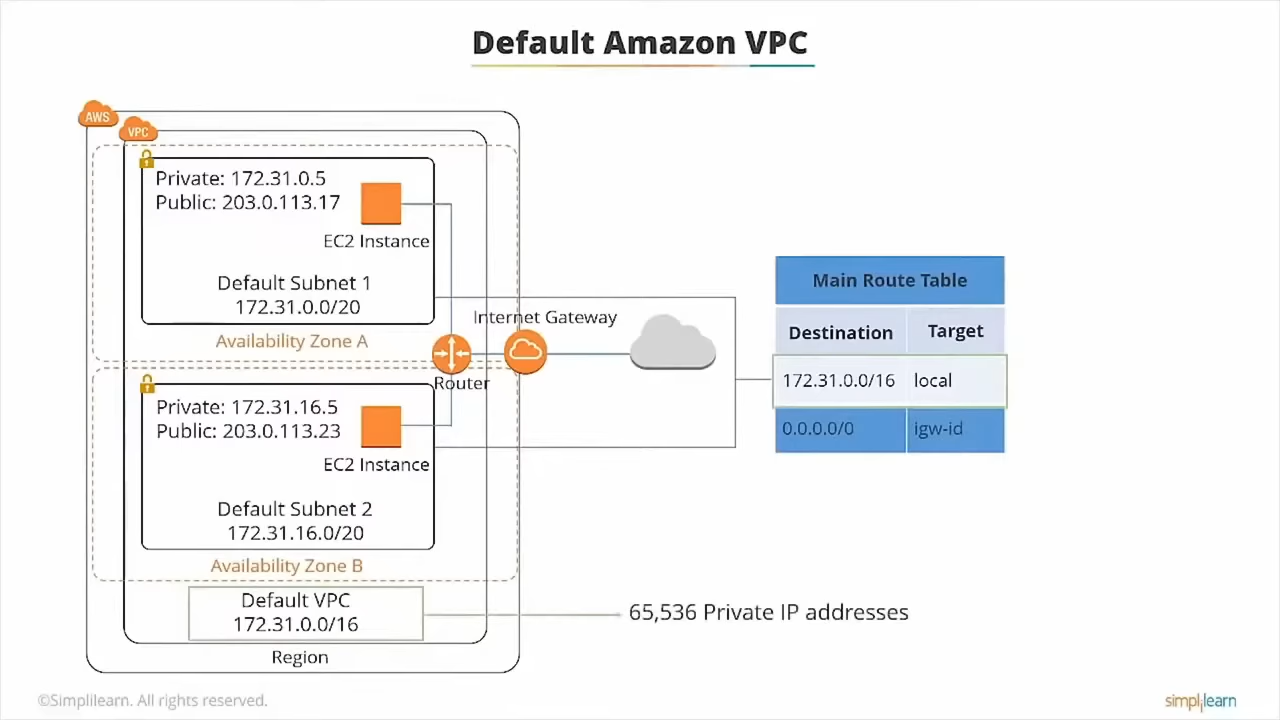 Default Amazon VPC
AWS
VPC
Private: 172.31.0.5
Public: 203.0.113.17
EC2 Instance
Default Subnet 1
172.31.0.0/20
Availability Zone A
Internet Gateway
Router
Private: 172.31.16.5
Public: 203.0.113.23
EC2 Instance
Default Subnet 2
172.31.16.0/20
Availability Zone B
Default VPC
172.31.0.0/16
Region
65,536 Private IP addresses
Main Route Table
Destination Target
172.31.0.0/16 local
0.0.0.0/0 igw-id
©Simplilearn. All rights reserved.
simplilearn